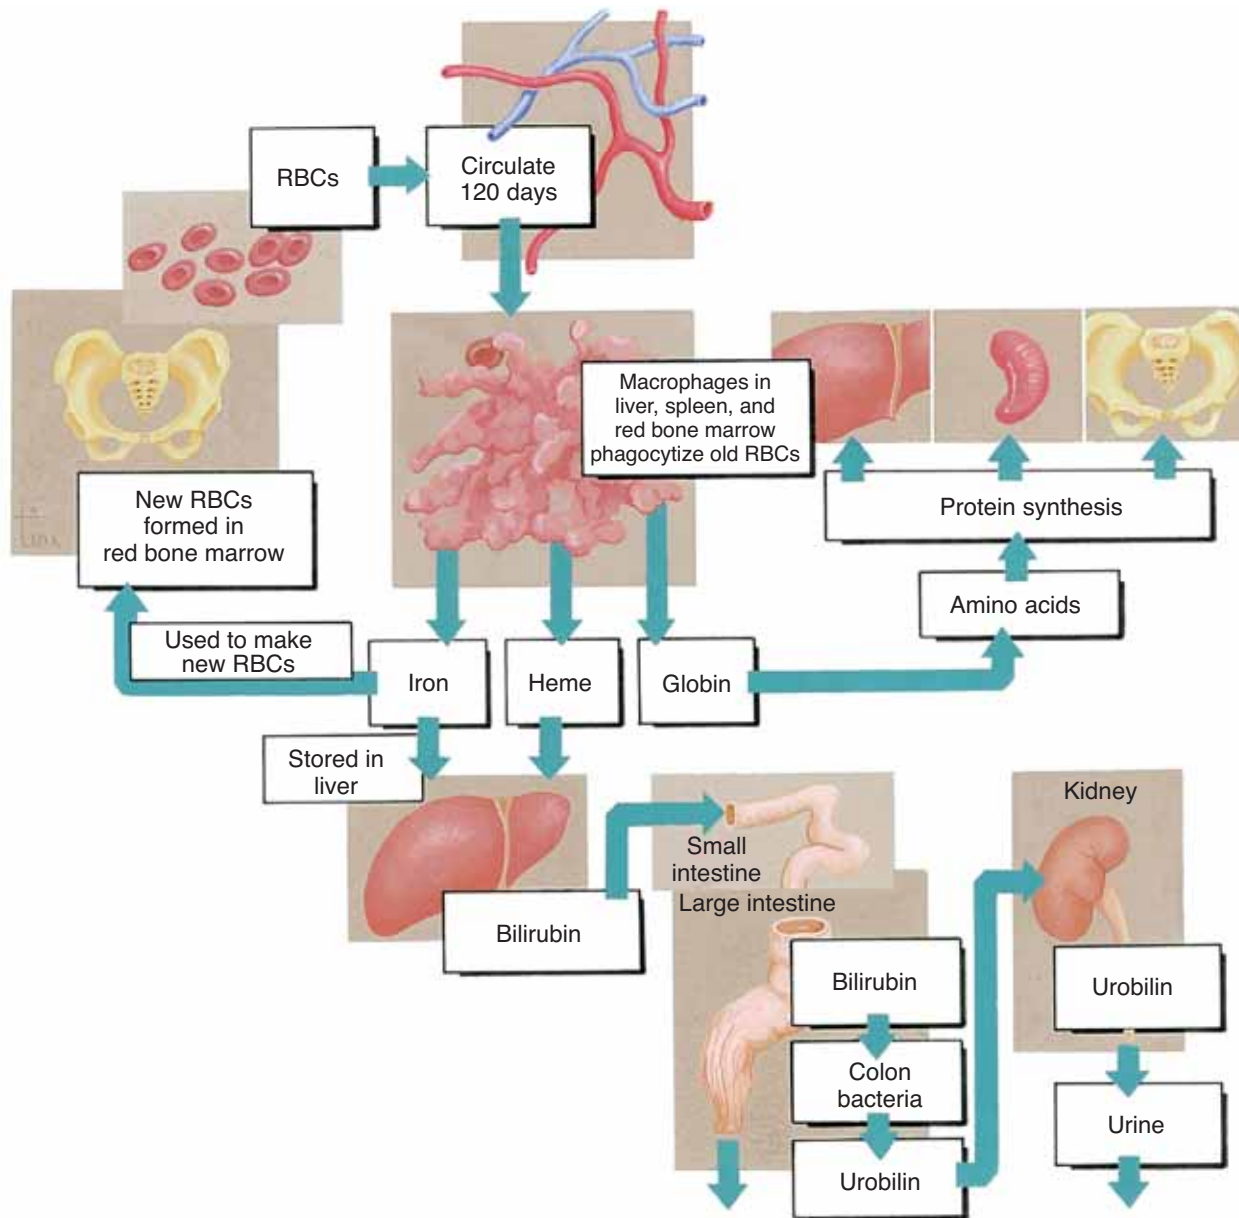 RBCs
Circulate
120 days
Macrophages in
liver, spleen, and
red bone marrow
phagocytize old RBCs
New RBCs
formed in
red bone marrow
Protein synthesis
Amino acids
Used to make
new RBCs
Iron
Heme
Globin
Stored in
liver
Bilirubin
Small
intestine
Large intestine
Kidney
Bilirubin
Colon
bacteria
Urobilin
Urobilin
Urine